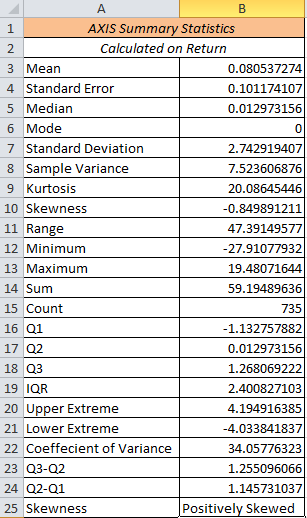 A B
1 AXIS Summary Statistics
2 Calculated on Return
3 Mean 0.080537274
4 Standard Error 0.101174107
5 Median 0.012973156
6 Mode 0
7 Standard Deviation 2.742919407
8 Sample Variance 7.523606876
9 Kurtosis 20.08645446
10 Skewness -0.849891211
11 Range 47.39149577
12 Minimum -27.91077932
13 Maximum 19.48071644
14 Sum 59.19489636
15 Count 735
16 Q1 -1.132757882
17 Q2 0.012973156
18 Q3 1.268069222
19 IQR 2.400827103
20 Upper Extreme 4.194916385
21 Lower Extreme -4.033841837
22 Coeffecient of Variance 34.05776323
23 Q3-Q2 1.255096066
24 Q2-Q1 1.145731037
25 Skewness Positively Skewed